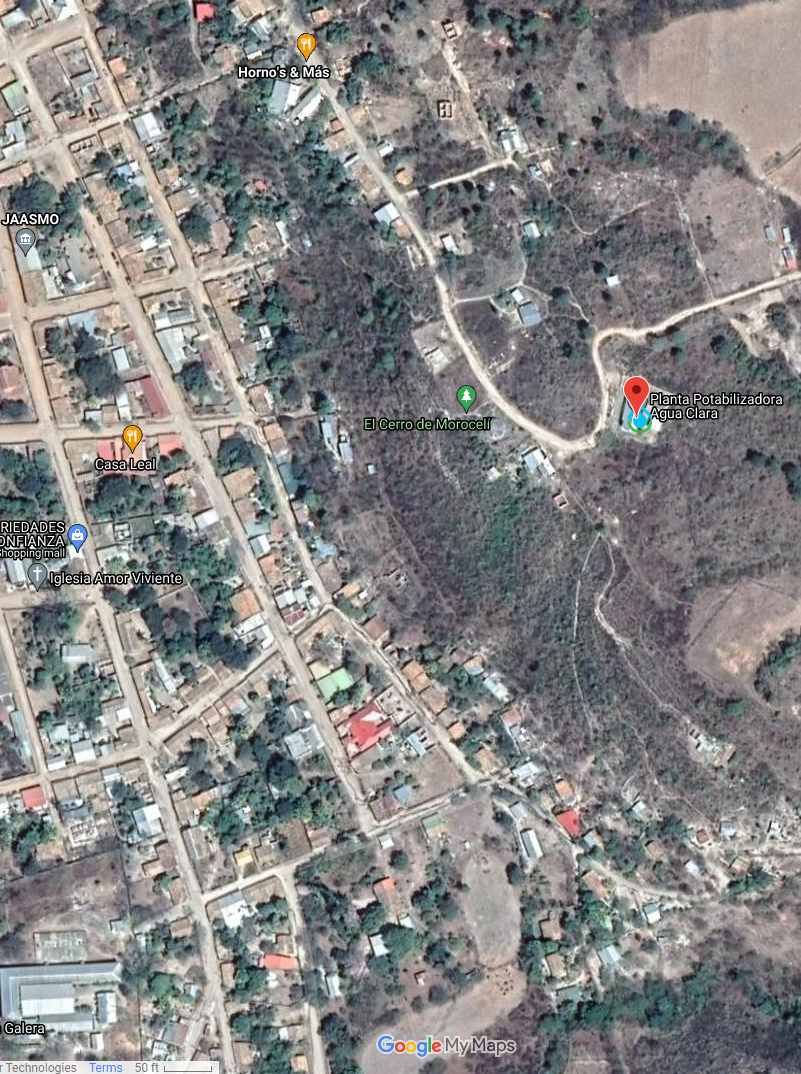 Horno's & Más
JAASMO
Planta Potabilizadora
Agua Clara
El Cerro de Morocelí
Casa Leal
RIEDADES
ONFIANZA
Shopping mall
Iglesia Amor Viviente
Galera
Google My Maps
r Technologies Terms 50 ft